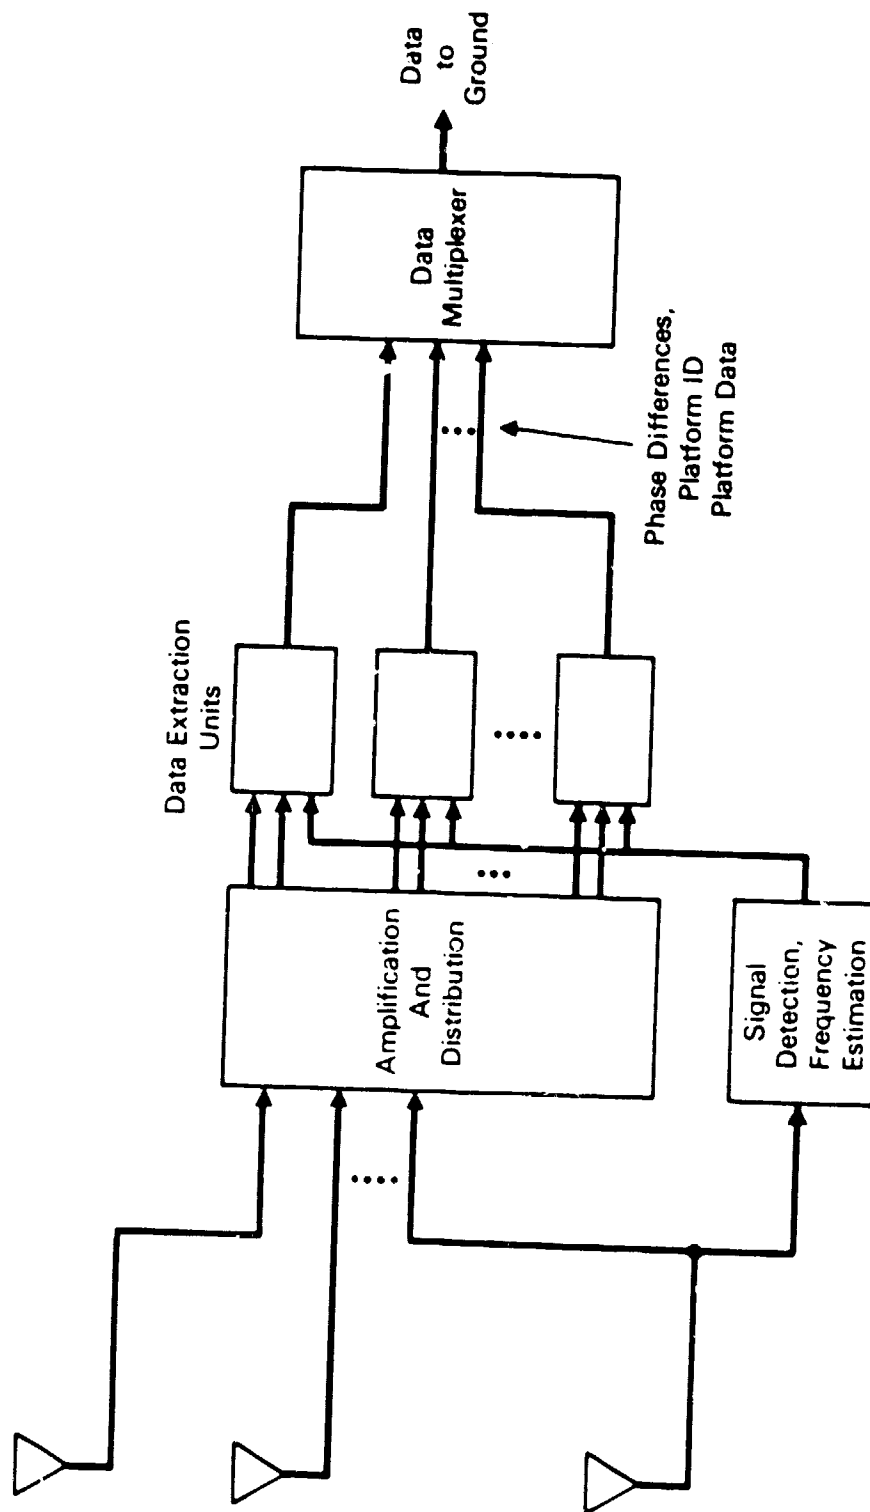 Amplification
And
Distribution
Signal
Detection,
Frequency
Estimation
Data Extraction
Units
Phase Differences,
Platform ID
Platform Data
Data
Multiplexer
Data
to
Ground